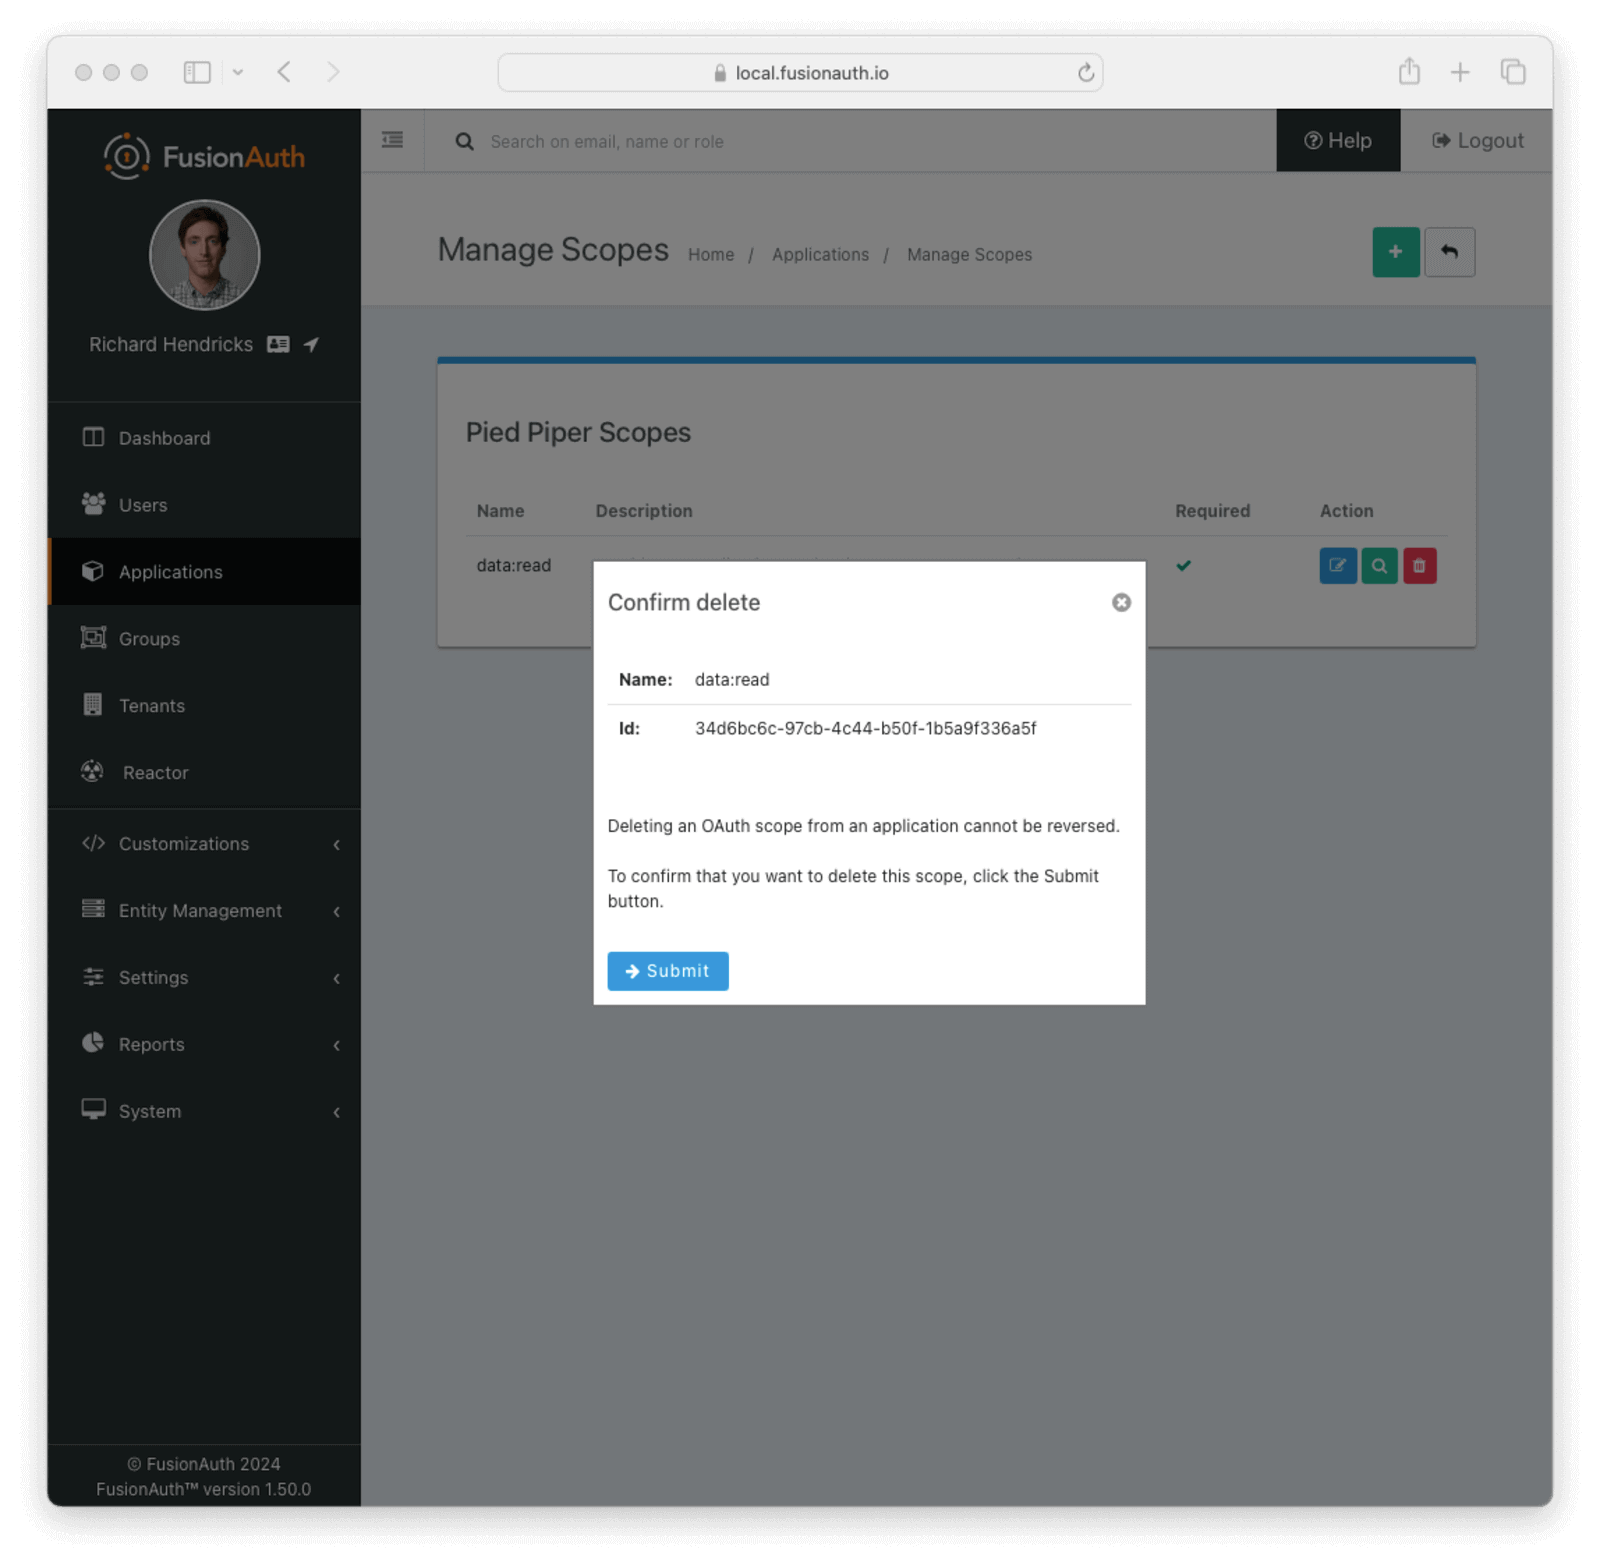 local.fusionauth.io
FusionAuth
Search on email, name or role
Help
Logout
Richard Hendricks
Manage Scopes Home / Applications / Manage Scopes
Dashboard
Users
Applications
Groups
Tenants
Reactor
Customizations
Entity Management
Settings
Reports
System
Pied Piper Scopes
Name Description Required Action
data:read
Confirm delete
Name: data:read
Id: 34d6bc6c-97cb-4c44-b50f-1b5a9f336a5f
Deleting an OAuth scope from an application cannot be reversed.
To confirm that you want to delete this scope, click the Submit
button.
Submit
© FusionAuth 2024
FusionAuth™ version 1.50.0